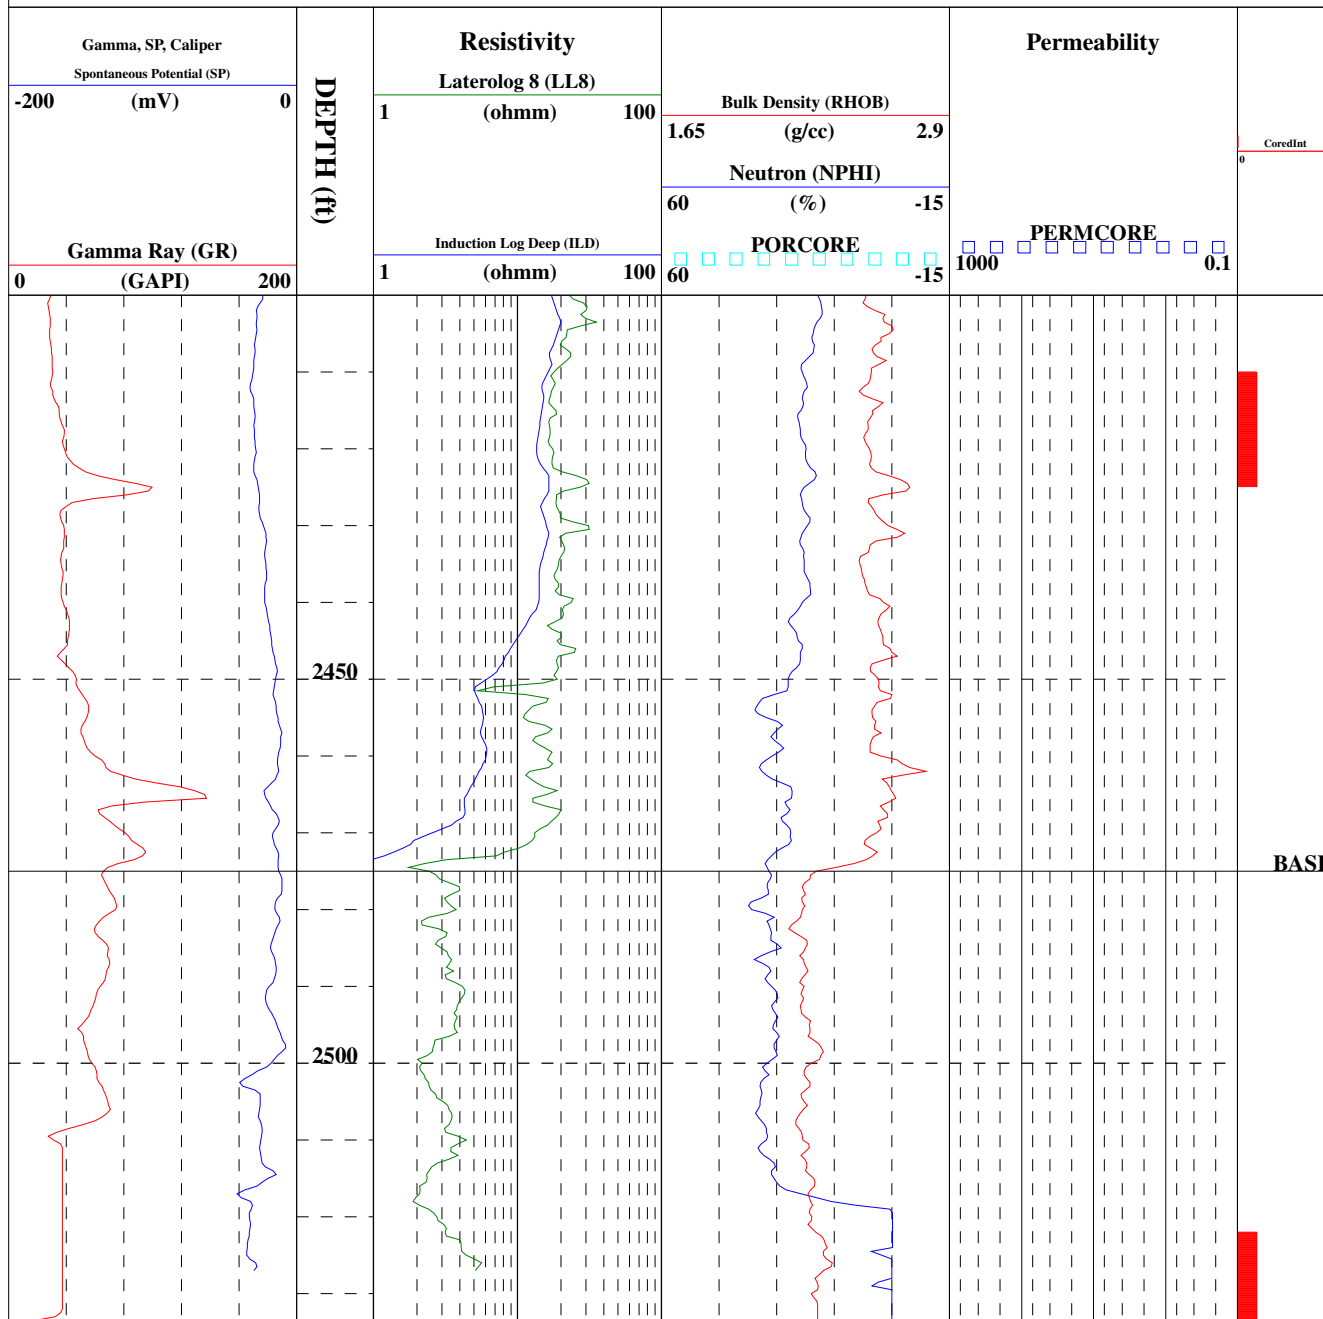 Gamma, SP, Caliper
Spontaneous Potential (SP)
-200 (mV) 0
Gamma Ray (GR)
0 (GAPI) 200
DEPTH (ft)
Resistivity
Laterolog 8 (LL8)
1 (ohmm) 100
Induction Log Deep (ILD)
1 (ohmm) 100
Bulk Density (RHOB)
1.65 (g/cc) 2.9
Neutron (NPHI)
60 (%) -15
PORCORE
60 -15
Permeability
PERMCORE
1000 0.1
CoredInt
0
2450
BASE
2500